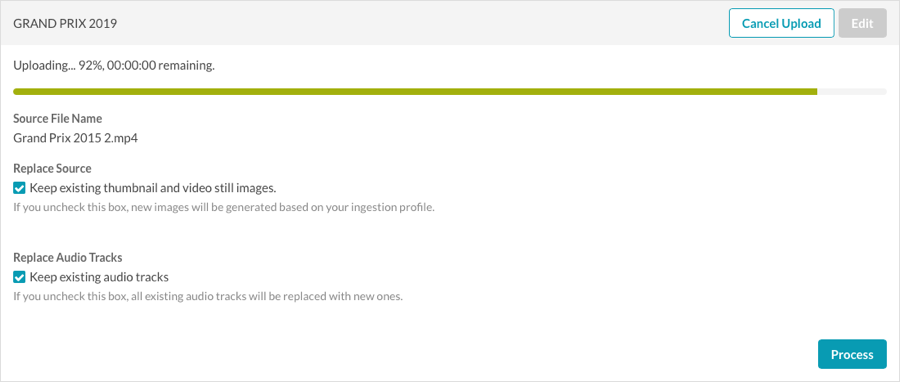 GRAND PRIX 2019
Cancel Upload
Edit
Uploading... 92%, 00:00:00 remaining.
Source File Name
Grand Prix 2015 2.mp4
Replace Source
Keep existing thumbnail and video still images.
If you uncheck this box, new images will be generated based on your ingestion profile.
Replace Audio Tracks
Keep existing audio tracks
If you uncheck this box, all existing audio tracks will be replaced with new ones.
Process